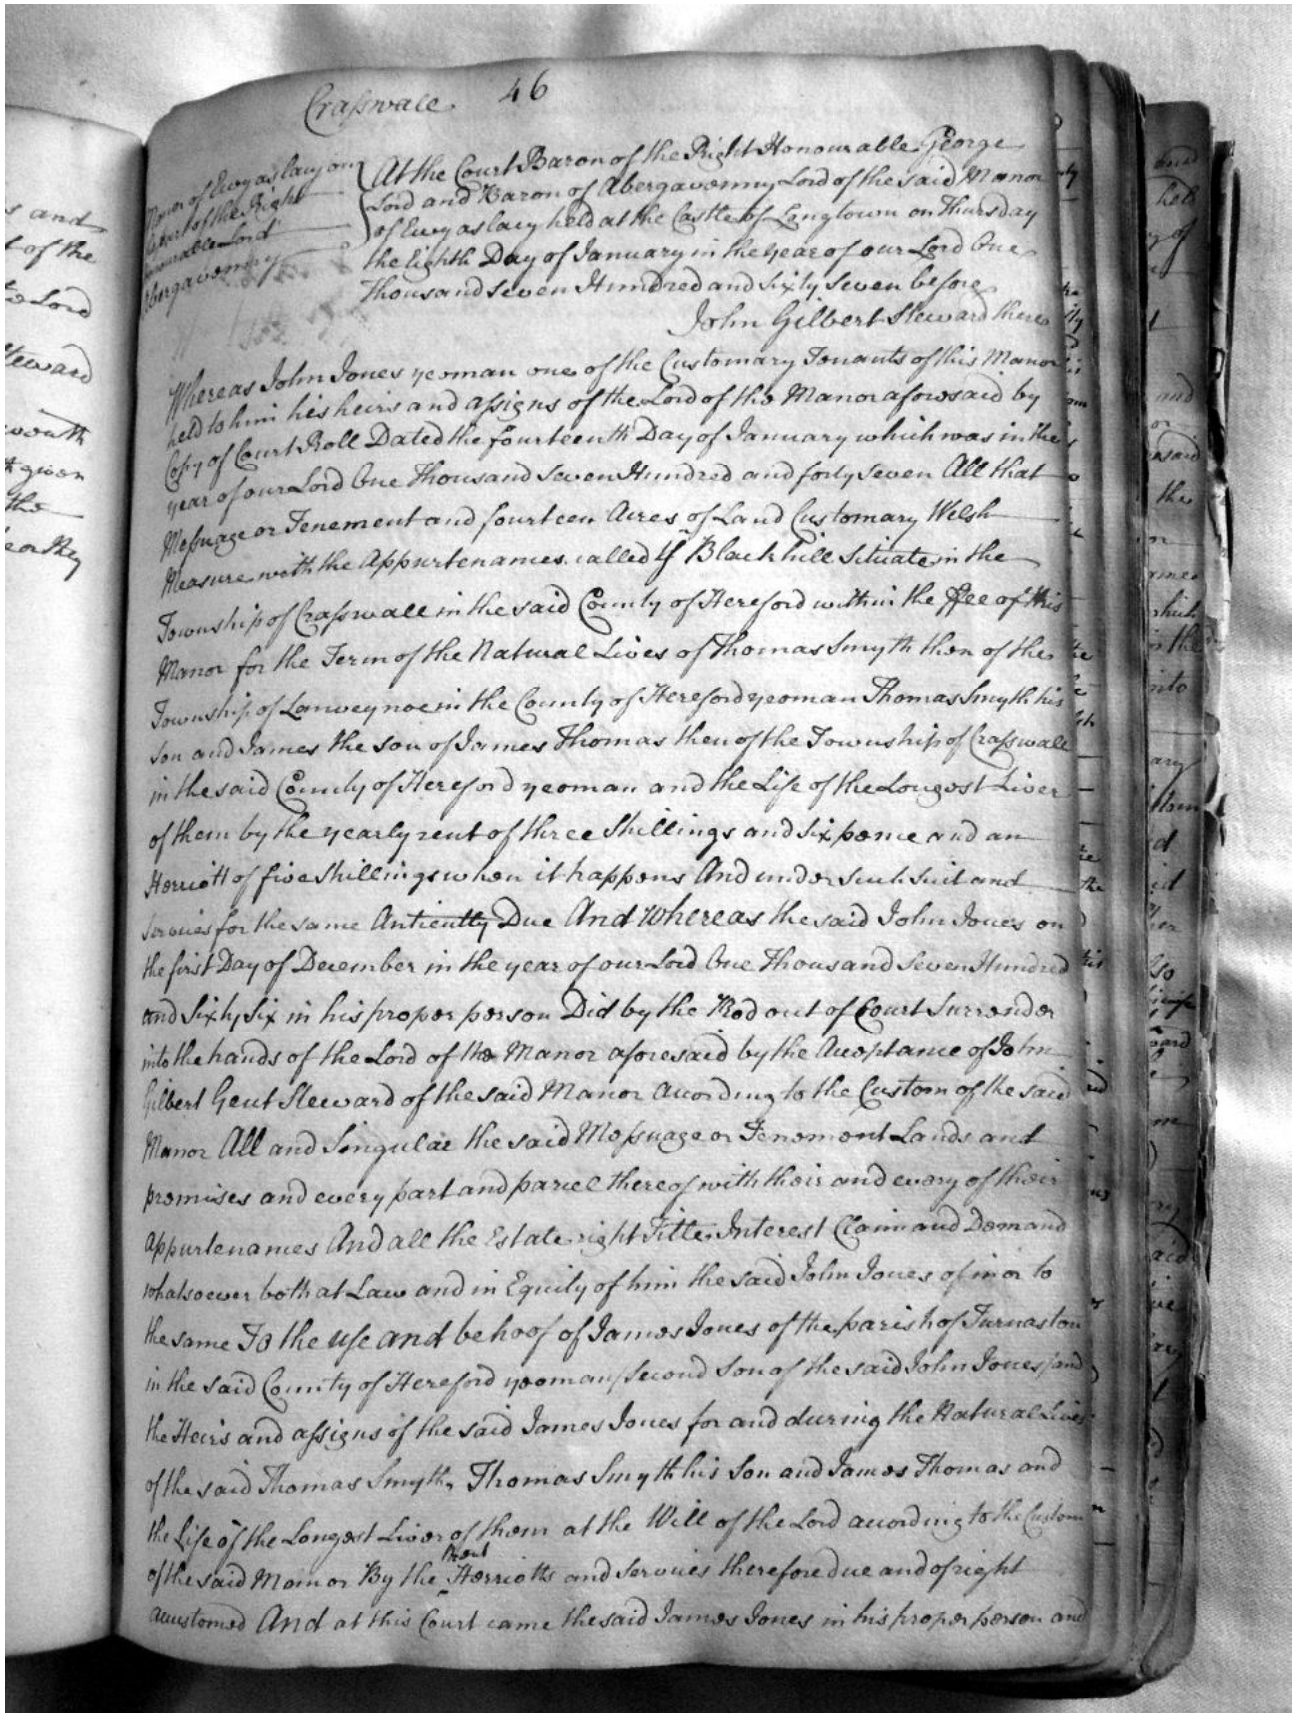 Crasswall 46
Manor of Ewyas lacy on
the part of the Right
Honourable Lord
Abergavenny
At the Court Baron of the Right Honourable George
Lord and Baron of Abergavenny Lord of the said Manor
of Ewyas lacy held at the Castle of Longtown on Thursday
the Eighth Day of January in the year of our Lord One
Thousand seven Hundred and Sixty Seven before
John Gilbert Steward there
Whereas John Jones yeoman one of the Customary Tenants of this Manor
held to him his heirs and assigns of the Lord of the Manor aforesaid by
Copy of Court Roll Dated the fourteenth Day of January which was in the
year of our Lord One Thousand Seven Hundred and forty seven All that
Messuage or Tenement and fourteen Acres of Land Customary Welsh
Measure with the Appurtenances called Blackhill Situate in the
Township of Crasswall in the said County of Hereford within the ffee of this
Manor for the Term of the Natural Lives of Thomas Smyth then of the
Township of Lanveynoe in the County of Hereford yeoman Thomas Smyth his
son and James the son of James Thomas then of the Township of Crasswall
in the said County of Hereford yeoman and the Life of the Longest Liver
of them by the yearly rent of three Shillings and Six pence and an
Herriott of five Shillings when it happens And under such suit and
services for the same Antiently Due And Whereas the said John Jones on
the first Day of December in the year of our Lord One Thousand Seven Hundred
and Sixty Six in his proper person Did by the Rod out of Court Surrender
into the hands of the Lord of the Manor aforesaid by the Acceptance of John
Gilbert Gent Steward of the said Manor according to the Custom of the said
Manor All and Singular the said Messuage or Tenement Lands and
premises and every part and parcel thereof with their and every of their
Appurtenances And all the Estate right Title Interest Claim and Demand
whatsoever both at Law and in Equity of him the said John Jones of in or to
the same To the use and behoof of James Jones of the parish of Turnaston
in the said County of Hereford yeoman (second Son of the said John Jones) and
the Heirs and assigns of the said James Jones for and during the Natural Lives
of the said Thomas Smyth, Thomas Smyth his Son and James Thomas and
the Life of the Longest Liver of them at the Will of the Lord according to the Custom
of the said Manor By the Rent Herriotts and Services therefore due and of right
accustomed And at this Court came the said James Jones in his proper person and